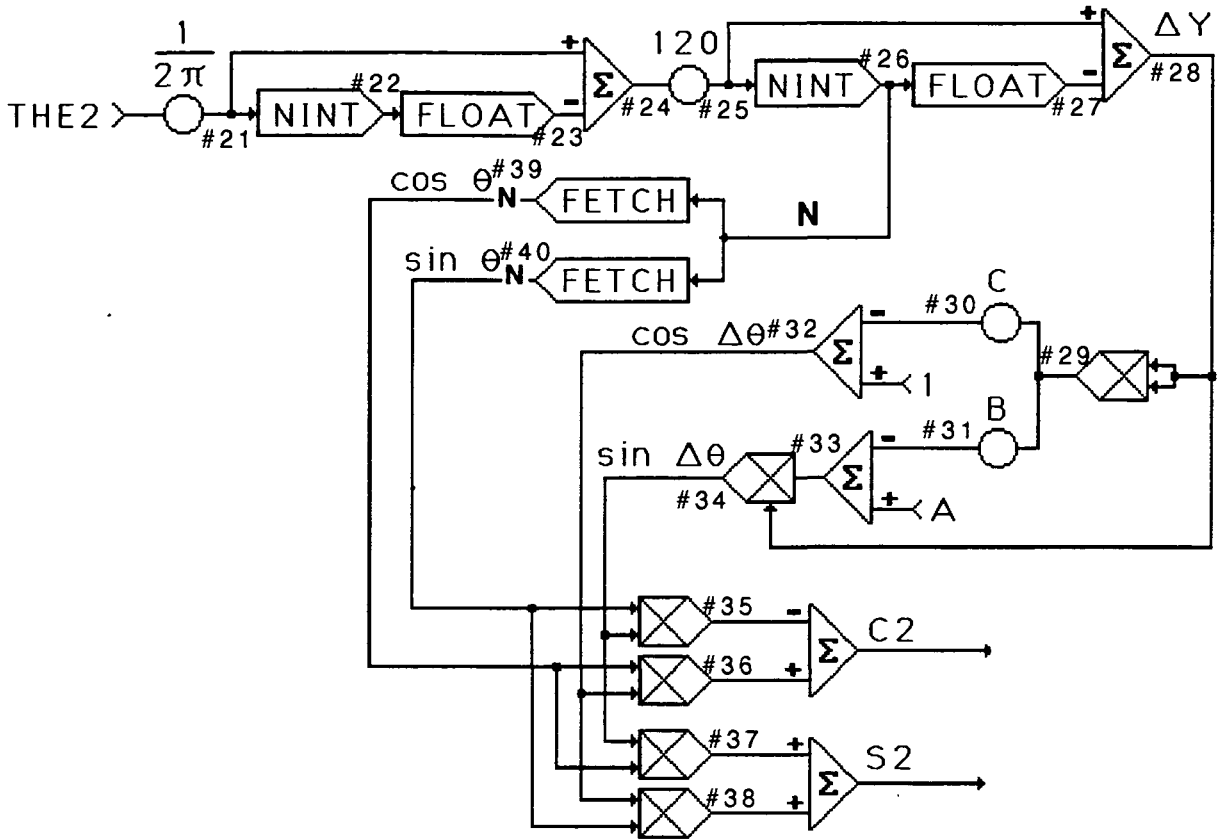 1
2π
THE2
#21
NINT
#22
FLOAT
#23
+
-
Σ
#24
120
#25
NINT
#26
FLOAT
#27
+
-
Σ
ΔY
#28
cos θN
#39
FETCH
N
sin θN
#40
FETCH
C
#30
-
cos Δθ
#32
Σ
+
1
#29
B
#31
-
#33
sin Δθ
#34
Σ
+
A
#35
-
C2
Σ
#36
+
#37
+
S2
Σ
#38
+